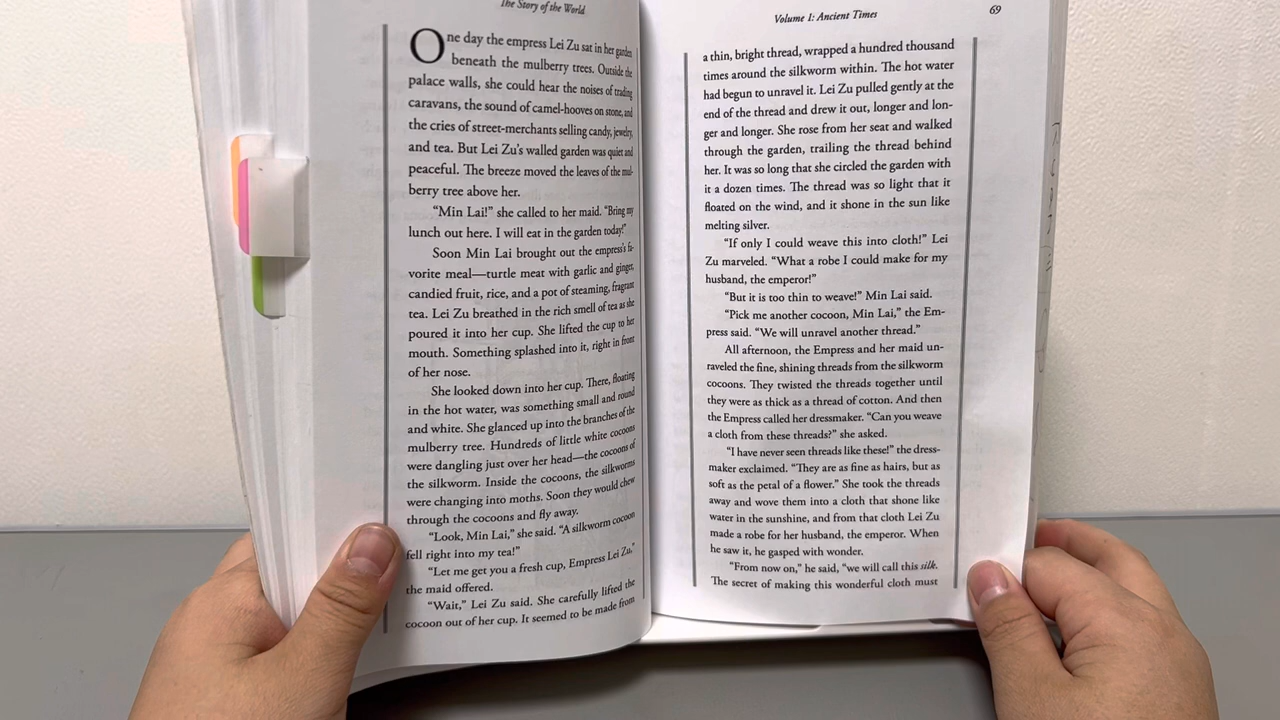 The Story of the World
One day the empress Lei Zu sat in her garden
beneath the mulberry trees. Outside the
palace walls, she could hear the noises of trading
caravans, the sound of camel-hooves on stone, and
the cries of street-merchants selling candy, jewelry,
and tea. But Lei Zu's walled garden was quiet and
peaceful. The breeze moved the leaves of the mul-
berry tree above her.
"Min Lai!" she called to her maid. "Bring my
lunch out here. I will eat in the garden today!"
Soon Min Lai brought out the empress's fa-
vorite meal—turtle meat with garlic and ginger,
candied fruit, rice, and a pot of steaming, fragrant
tea. Lei Zu breathed in the rich smell of tea as she
poured it into her cup. She lifted the cup to her
mouth. Something splashed into it, right in front
of her nose.
She looked down into her cup. There, floating
in the hot water, was something small and round
and white. She glanced up into the branches of the
mulberry tree. Hundreds of little white cocoons
were dangling just over her head—the cocoons of
the silkworm. Inside the cocoons, the silkworms
were changing into moths. Soon they would chew
through the cocoons and fly away.
"Look, Min Lai," she said. "A silkworm cocoon
fell right into my tea!"
"Let me get you a fresh cup, Empress Lei Zu,"
the maid offered.
"Wait," Lei Zu said. She carefully lifted the
cocoon out of her cup. It seemed to be made from
Volume 1: Ancient Times
69
a thin, bright thread, wrapped a hundred thousand
times around the silkworm within. The hot water
had begun to unravel it. Lei Zu pulled gently at the
end of the thread and drew it out, longer and lon-
ger and longer. She rose from her seat and walked
through the garden, trailing the thread behind
her. It was so long that she circled the garden with
it a dozen times. The thread was so light that it
floated on the wind, and it shone in the sun like
melting silver.
"If only I could weave this into cloth!" Lei
Zu marveled. "What a robe I could make for my
husband, the emperor!"
"But it is too thin to weave!" Min Lai said.
"Pick me another cocoon, Min Lai," the Em-
press said. "We will unravel another thread."
All afternoon, the Empress and her maid un-
raveled the fine, shining threads from the silkworm
cocoons. They twisted the threads together until
they were as thick as a thread of cotton. And then
the Empress called her dressmaker. "Can you weave
a cloth from these threads?" she asked.
"I have never seen threads like these!" the dress-
maker exclaimed. "They are as fine as hairs, but as
soft as the petal of a flower." She took the threads
away and wove them into a cloth that shone like
water in the sunshine, and from that cloth Lei Zu
made a robe for her husband, the emperor. When
he saw it, he gasped with wonder.
"From now on," he said, "we will call this silk.
The secret of making this wonderful cloth must